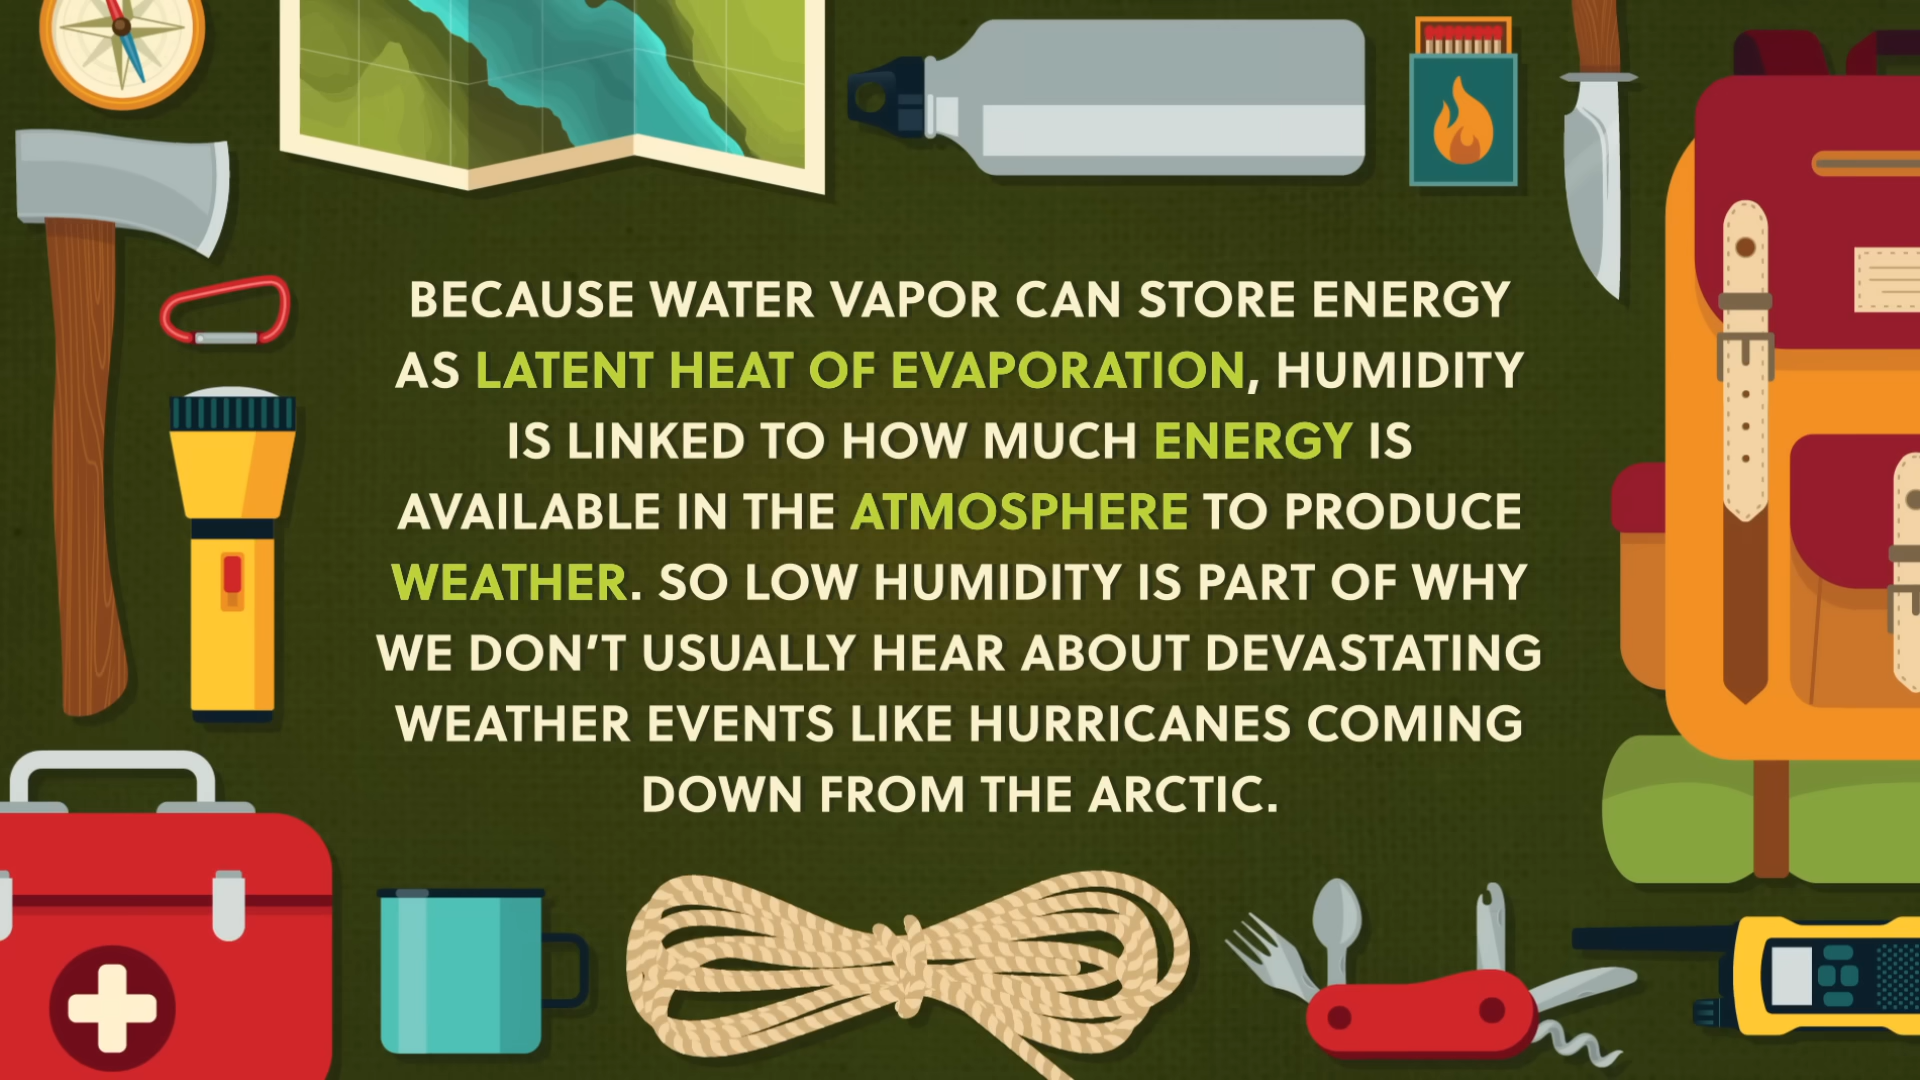 BECAUSE WATER VAPOR CAN STORE ENERGY
AS LATENT HEAT OF EVAPORATION, HUMIDITY
IS LINKED TO HOW MUCH ENERGY IS
AVAILABLE IN THE ATMOSPHERE TO PRODUCE
WEATHER. SO LOW HUMIDITY IS PART OF WHY
WE DON'T USUALLY HEAR ABOUT DEVASTATING
WEATHER EVENTS LIKE HURRICANES COMING
DOWN FROM THE ARCTIC.